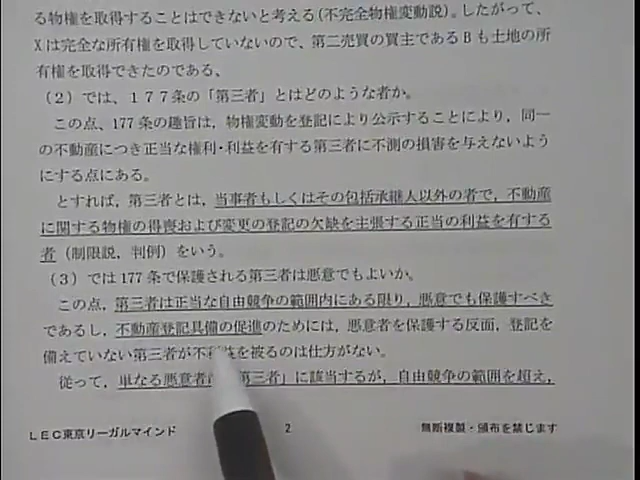 る物権を取得することはできないと考える(不完全物権変動説)。したがって、
Xは完全な所有権を取得していないので、第二売買の買主であるBも土地の所
有権を取得できたのである、
(2)では、177条の「第三者」とはどのような者か。
この点、177条の趣旨は、物権変動を登記により公示することにより、同一
の不動産につき正当な権利・利益を有する第三者に不測の損害を与えないよう
にする点にある。
とすれば、第三者とは、当事者もしくはその包括承継人以外の者で、不動産
に関する物権の得喪および変更の登記の欠缺を主張する正当の利益を有する
者(制限説、判例)をいう。
(3)では177条で保護される第三者は悪意でもよいか。
この点、第三者は正当な自由競争の範囲内にある限り、悪意でも保護すべき
であるし、不動産登記具備の促進のためには、悪意者を保護する反面、登記を
備えていない第三者が不利益を被るのは仕方がない。
従って、単なる悪意者は「第三者」に該当するが、自由競争の範囲を超え,
LEC東京リーガルマインド
2
無断複製・頒布を禁じます